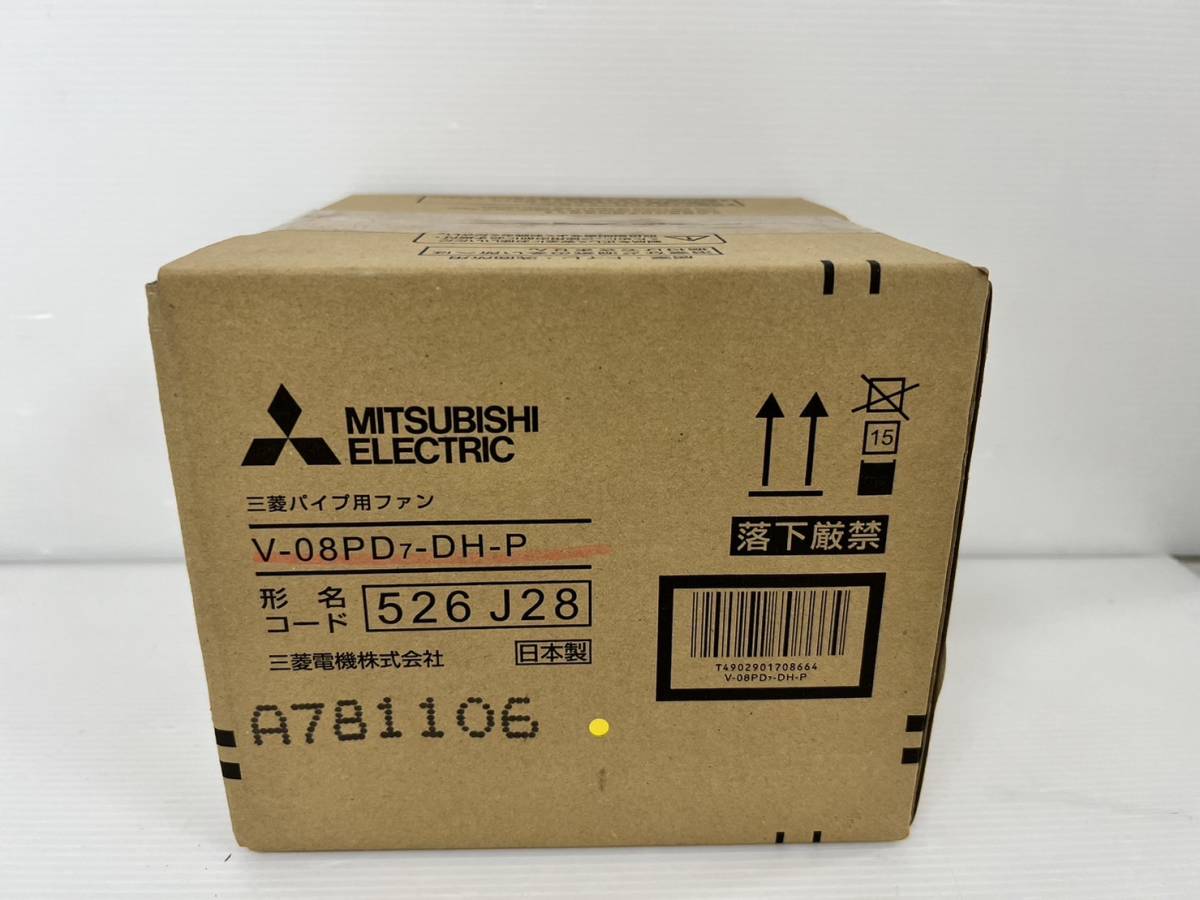 MITSUBISHI
ELECTRIC
三菱パイプ用ファン
V-08PD7-DH-P
形名
コード
526 J28
三菱電機株式会社
日本製
A781106
15
落下厳禁
T4902901708664
V-08PD7-DH-P